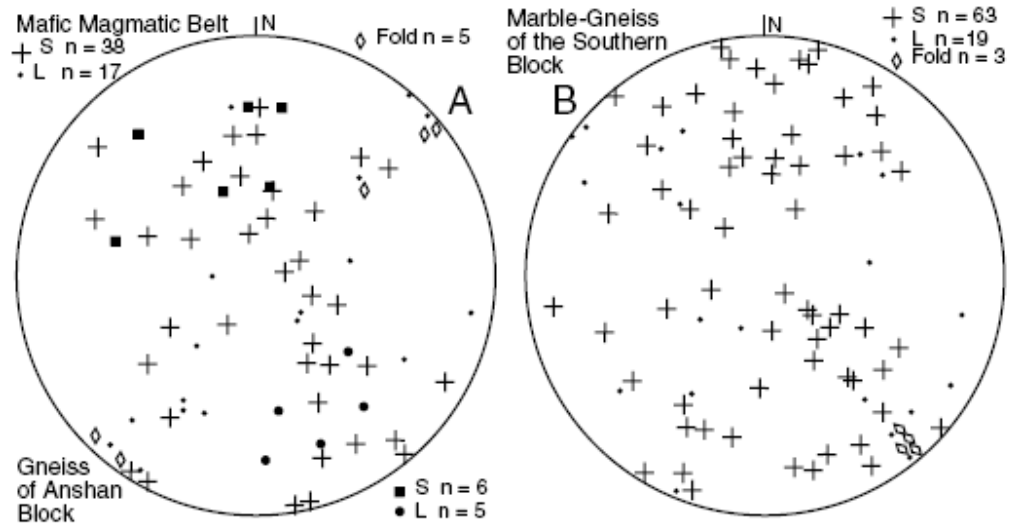 Mafic Magmatic Belt
S n = 38
L n = 17
N
Fold n = 5
A
Gneiss
of Anshan
Block
S n = 6
L n = 5
Marble-Gneiss
of the Southern
Block
B
N
S n = 63
L n =19
Fold n = 3